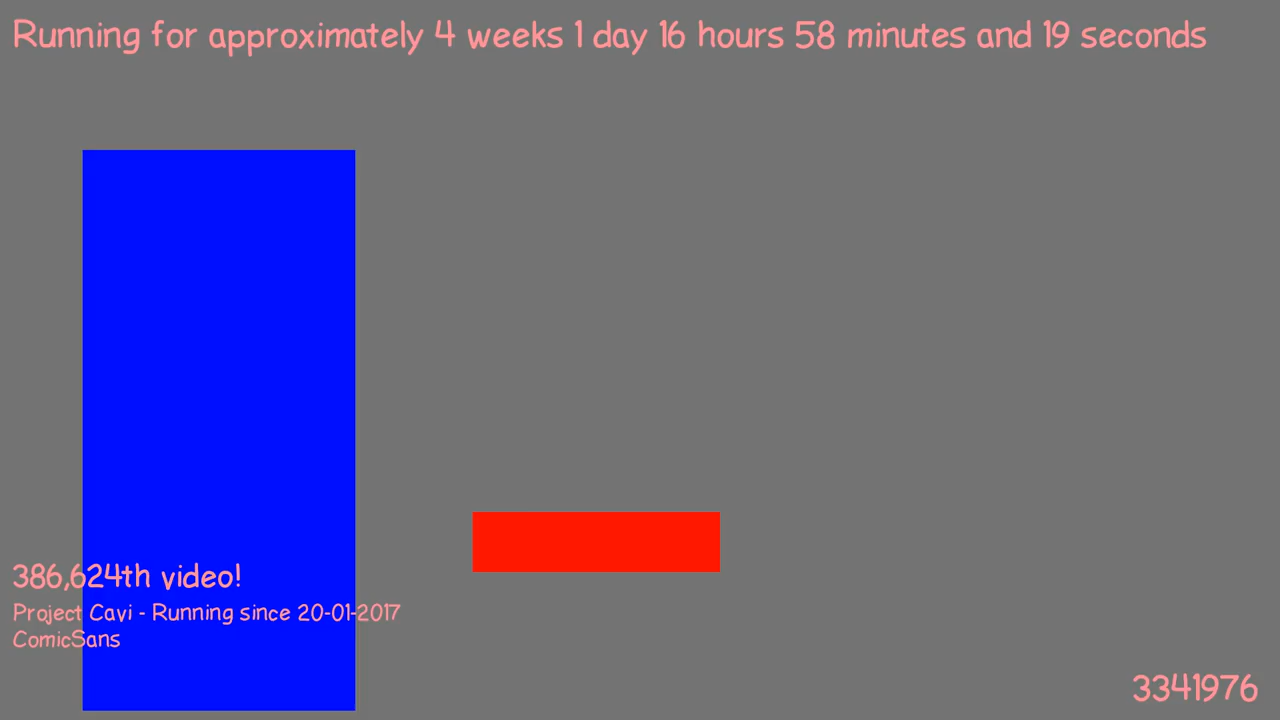 Running for approximately 4 weeks 1 day 16 hours 58 minutes and 19 seconds
386,624th video!
Project Cavi - Running since 20-01-2017
ComicSans
3341976